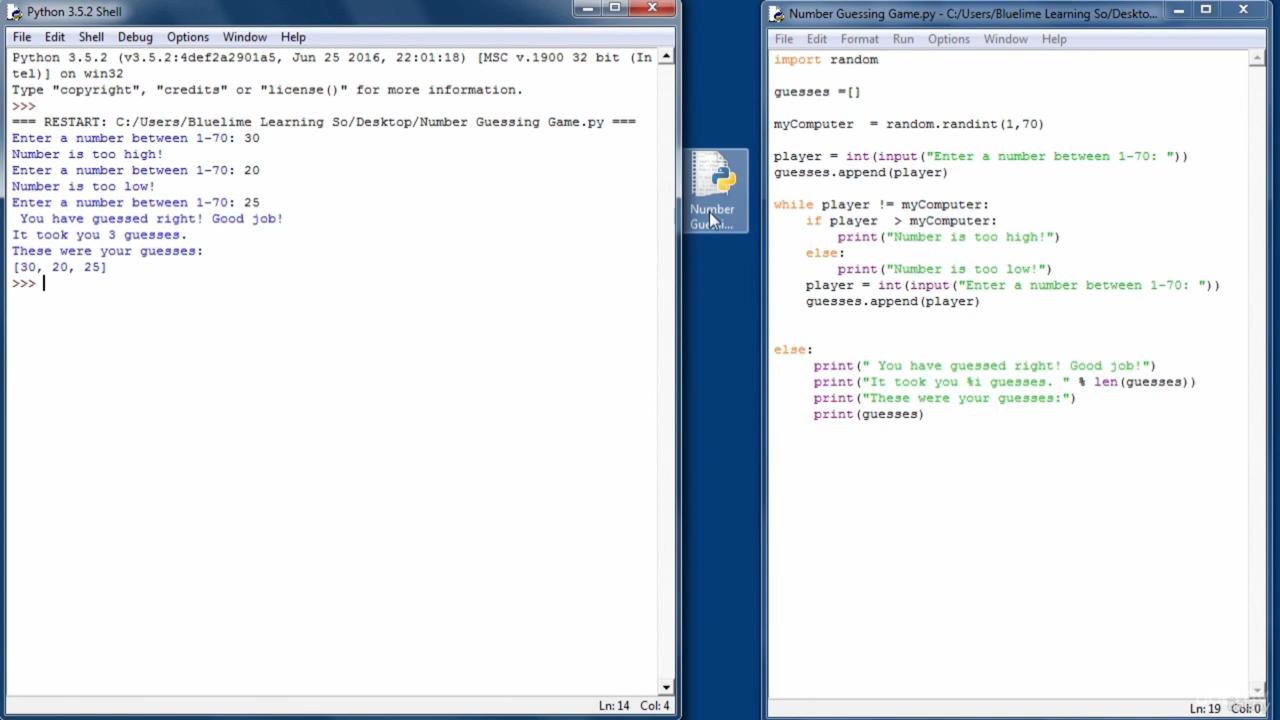 Python 3.5.2 Shell
File Edit Shell Debug Options Window Help
Python 3.5.2 (v3.5.2:4def2a2901a5, Jun 25 2016, 22:01:18) [MSC v.1900 32 bit (In
tel)] on win32
Type "copyright", "credits" or "license()" for more information.
>>>
=== RESTART: C:/Users/Bluelime Learning So/Desktop/Number Guessing Game.py ===
Enter a number between 1-70: 30
Number is too high!
Enter a number between 1-70: 20
Number is too low!
Enter a number between 1-70: 25
 You have guessed right! Good job!
It took you 3 guesses.
These were your guesses:
[30, 20, 25]
>>>
Ln: 14 Col: 4
Number
Number Guessing Game.py - C:/Users/Bluelime Learning So/Deskto...
File Edit Format Run Options Window Help
import random
guesses =[]
myComputer  = random.randint(1,70)
player = int(input("Enter a number between 1-70: "))
guesses.append(player)
while player != myComputer:
    if player  > myComputer:
        print("Number is too high!")
    else:
        print("Number is too low!")
    player = int(input("Enter a number between 1-70: "))
    guesses.append(player)
else:
     print(" You have guessed right! Good job!")
     print("It took you %i guesses. " % len(guesses))
     print("These were your guesses:")
     print(guesses)
Ln: 19 Col: 0